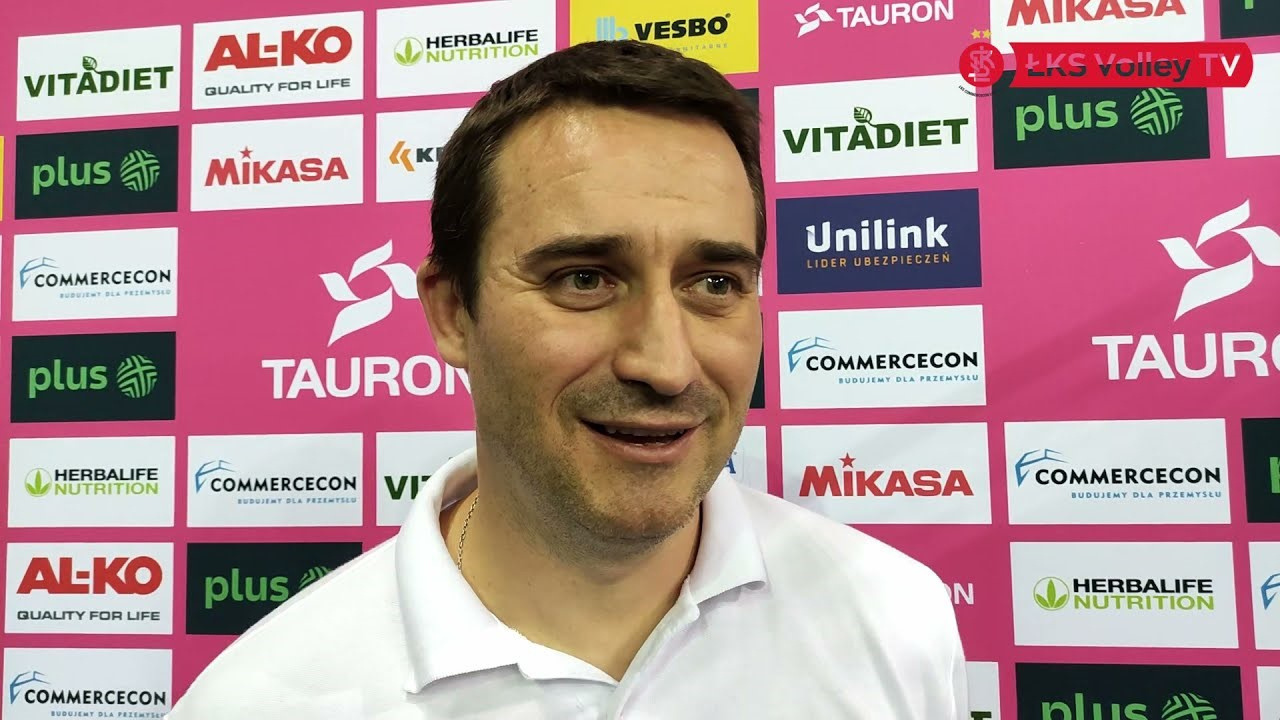 VITADIET
AL-KO
QUALITY FOR LIFE
HERBALIFE
NUTRITION
VESBO
TAURON
MIKASA
ŁKS Volley TV
plus
MIKASA
VITADIET
plus
COMMERCECON
BUDUJEMY DLA PRZEMYSŁU
TAURON
Unilink
LIDER UBEZPIECZEŃ
TAURO
plus
COMMERCECON
BUDUJEMY DLA PRZEMYSŁU
HERBALIFE
NUTRITION
COMMERCECON
BUDUJEMY DLA PRZEMYSŁU
MIKASA
COMMERCECON
BUDUJEMY DLA PRZEMYSŁU
AL-KO
QUALITY FOR LIFE
plus
HERBALIFE
NUTRITION
COMMERCECON
BUDUJEMY DLA PRZEMYSŁU
plus